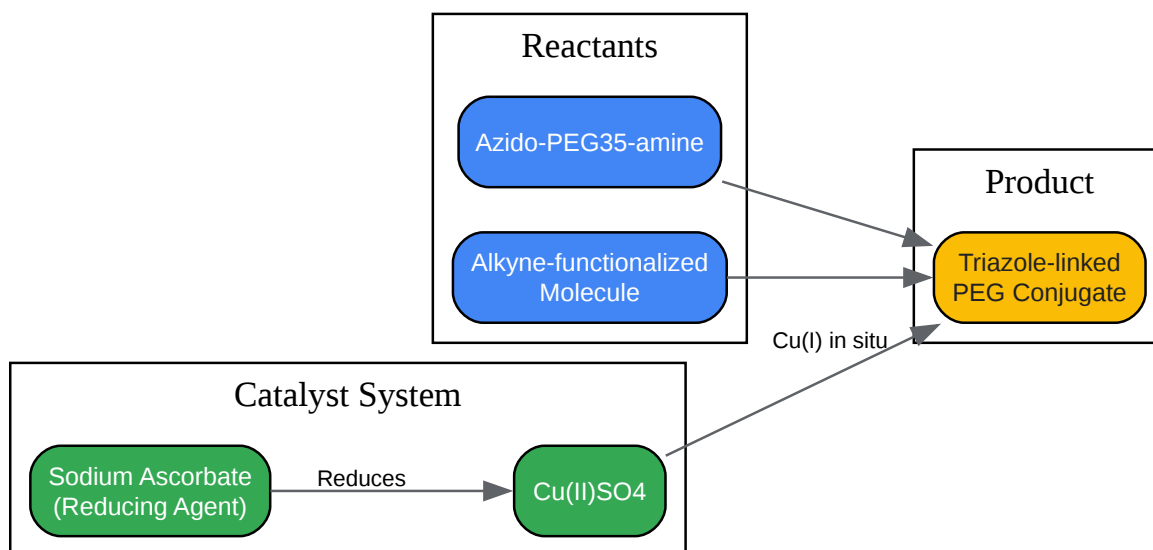 Reactants
Azido-PEG35-amine
Alkyne-functionalized
Molecule
Product
Triazole-linked
PEG Conjugate
Cu(I) in situ
Catalyst System
Sodium Ascorbate
(Reducing Agent)
Reduces
Cu(II)SO4